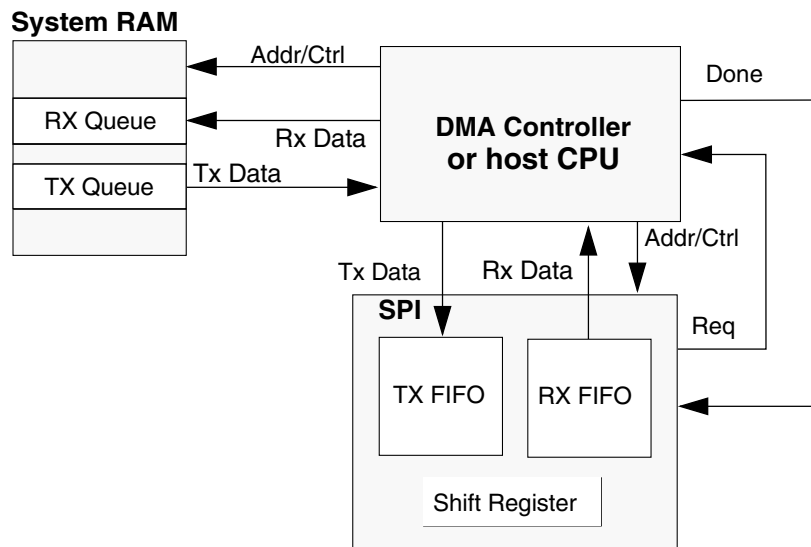 System RAM
Addr/Ctrl
Done
RX Queue
Rx Data
DMA Controller
or host CPU
TX Queue
Tx Data
Addr/Ctrl
Tx Data
Rx Data
SPI
Req
TX FIFO
RX FIFO
Shift Register